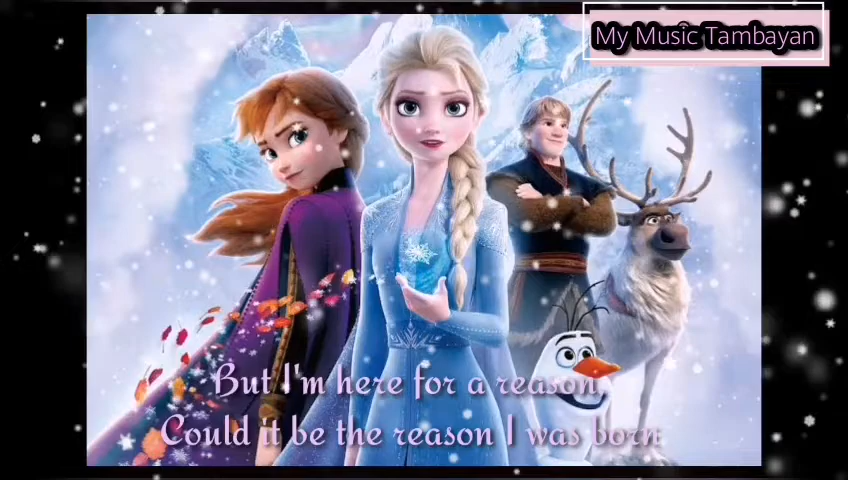 My Music Tambayan
But I'm here for a reason
Could it be the reason I was born